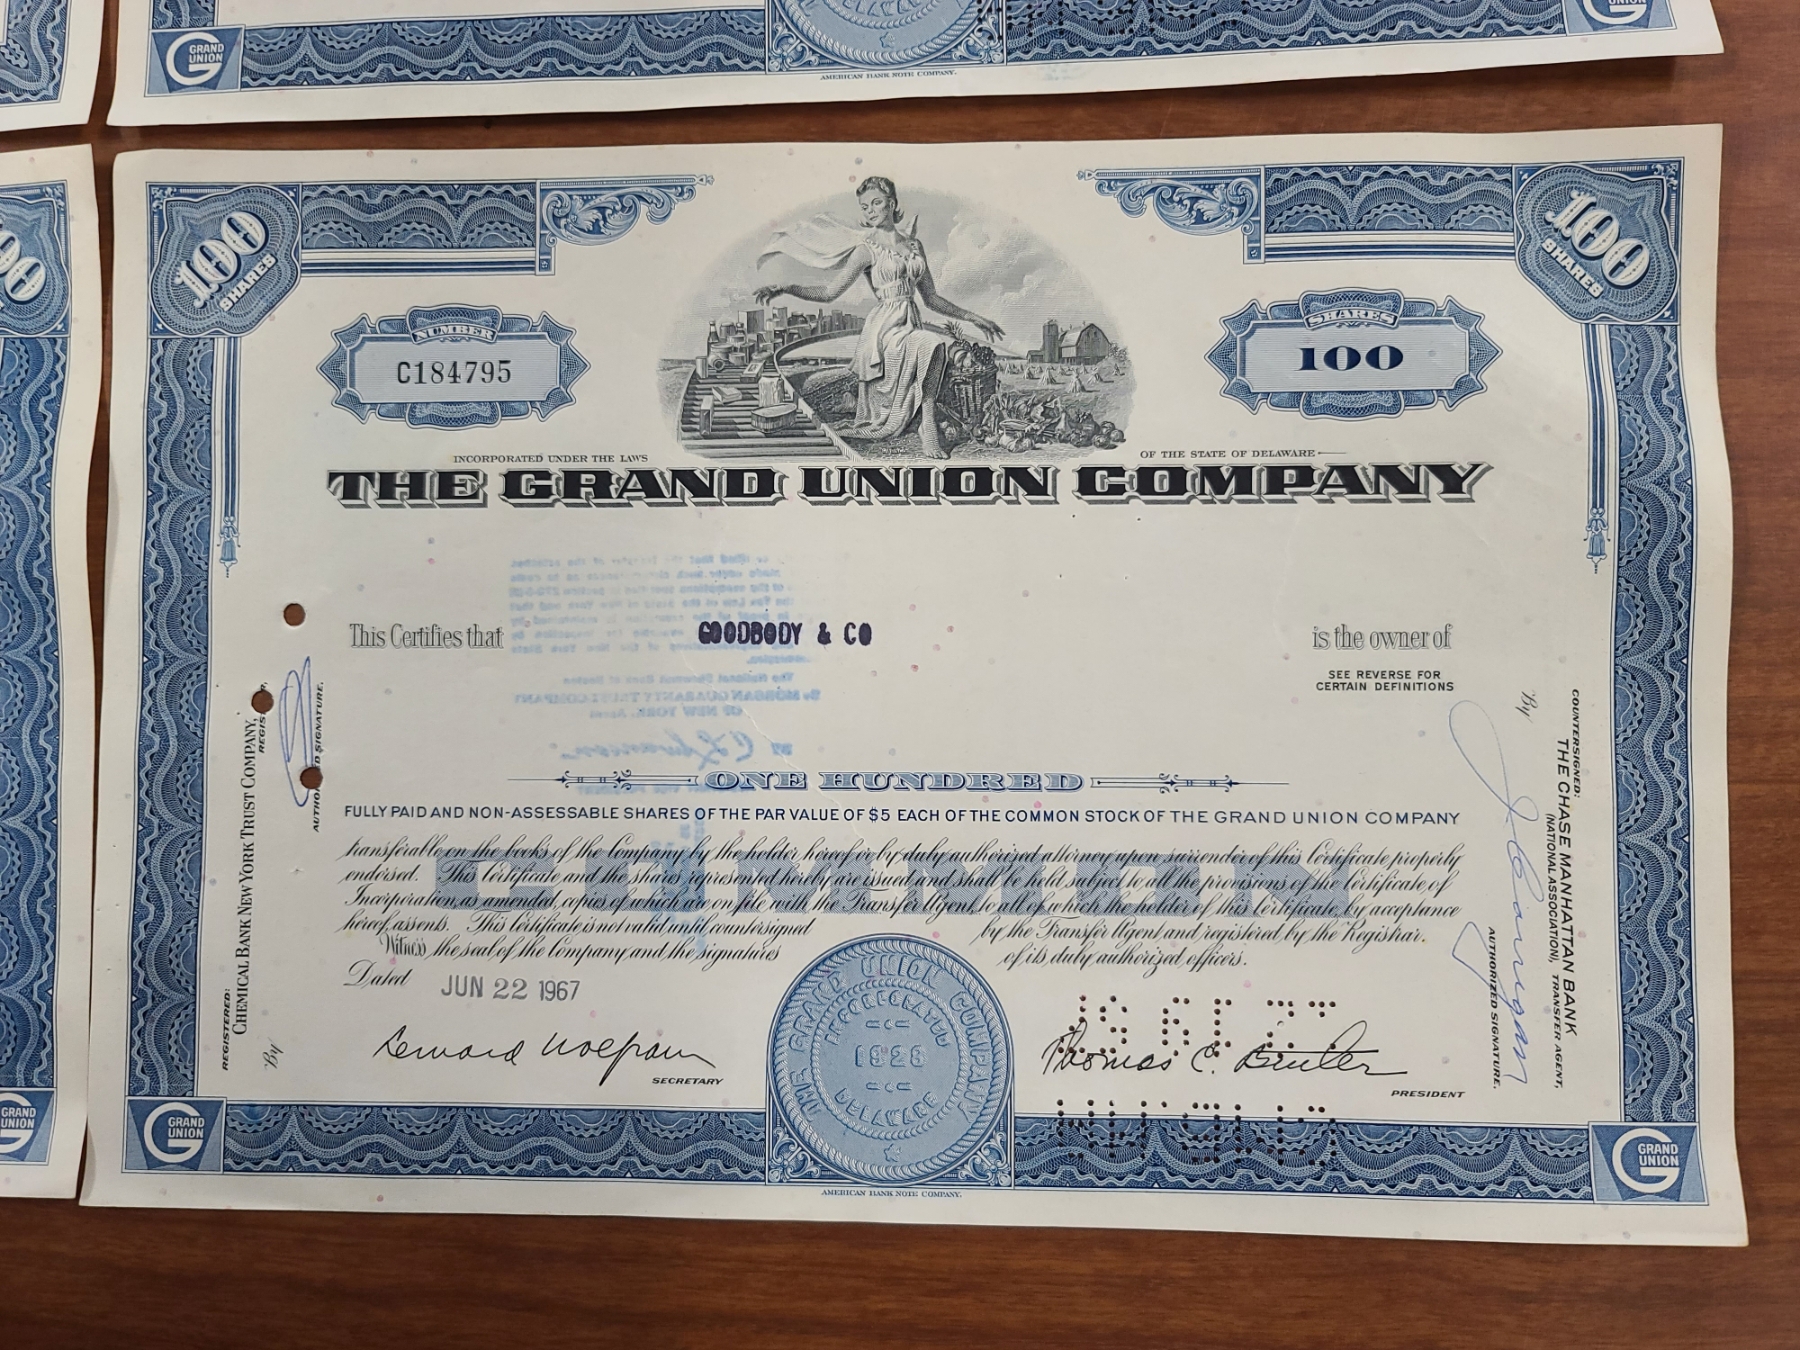 GRAND
UNION
DELAWARE
UNION
AMERICAN BANK NOTE COMPANY.
100
SHARES
100
SHARES
NUMBER
C184795
SHARES
100
INCORPORATED UNDER THE LAWS
OF THE STATE OF DELAWARE
THE GRAND UNION COMPANY
This Certifies that
GOODBODY & CO
is the owner of
SEE REVERSE FOR
CERTAIN DEFINITIONS
ONE HUNDRED
FULLY PAID AND NON-ASSESSABLE SHARES OF THE PAR VALUE OF $5 EACH OF THE COMMON STOCK OF THE GRAND UNION COMPANY
transferable on the books of the Company by the holder hereof or by duly authorized attorney upon surrender of this Certificate properly
endorsed. This Certificate and the shares represented hereby are issued and shall be held subject to all the provisions of the Certificate of
Incorporation, as amended, copies of which are on file with the Transfer Agent, to all of which the holder of this Certificate, by acceptance
hereof, assents. This Certificate is not valid until countersigned
by the Transfer Agent and registered by the Registrar.
Witness the seal of the Company and the signatures
of its duly authorized officers.
Dated
JUN 22 1967
SECRETARY
Thomas C. Butler
PRESIDENT
THE GRAND UNION COMPANY
INCORPORATED
1928
DELAWARE
REGISTERED:
CHEMICAL BANK NEW YORK TRUST COMPANY,
By
COUNTERSIGNED:
THE CHASE MANHATTAN BANK
(NATIONAL ASSOCIATION),
TRANSFER AGENT,
By
AUTHORIZED SIGNATURE.
GRAND
UNION
GRAND
UNION
GRAND
UNION
AMERICAN BANK NOTE COMPANY.